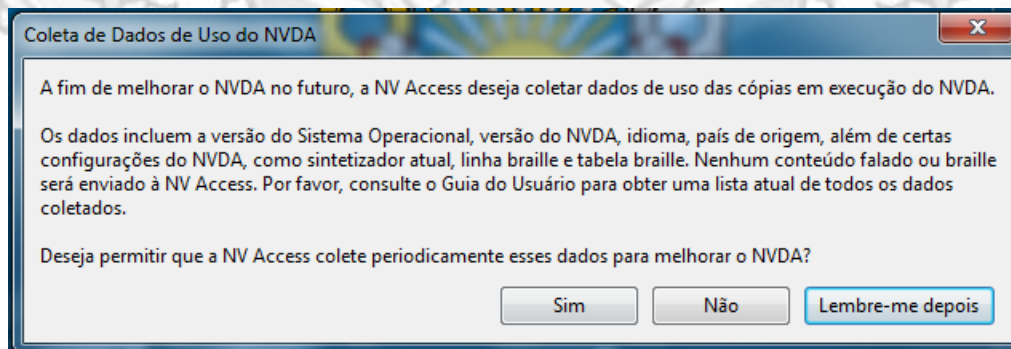 Coleta de Dados de Uso do NVDA
A fim de melhorar o NVDA no futuro, a NV Access deseja coletar dados de uso das cópias em execução do NVDA.
Os dados incluem a versão do Sistema Operacional, versão do NVDA, idioma, país de origem, além de certas
configurações do NVDA, como sintetizador atual, linha braille e tabela braille. Nenhum conteúdo falado ou braille
será enviado à NV Access. Por favor, consulte o Guia do Usuário para obter uma lista atual de todos os dados
coletados.
Deseja permitir que a NV Access colete periodicamente esses dados para melhorar o NVDA?
Sim Não Lembre-me depois